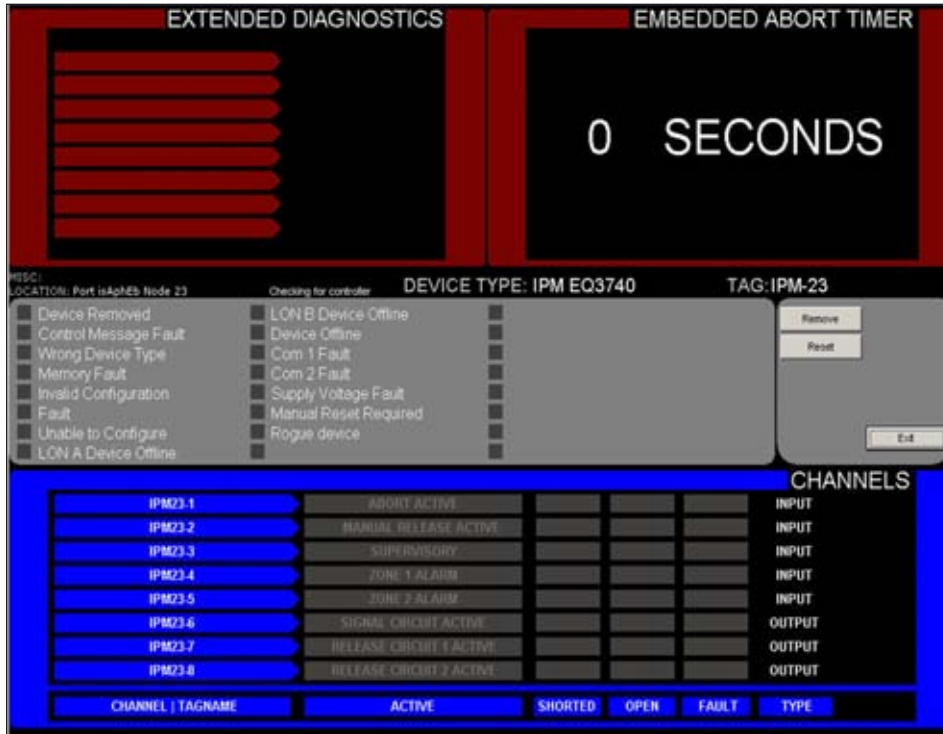 EXTENDED DIAGNOSTICS
EMBEDDED ABORT TIMER
0 SECONDS
MISC:
LOCATION: Port isAphEb Node 23
Checking for controller
DEVICE TYPE: IPM EQ3740
TAG: IPM-23
Device Removed
Control Message Fault
Wrong Device Type
Memory Fault
Invalid Configuration
Fault
Unable to Configure
LON A Device Offline
LON B Device Offline
Device Offline
Com 1 Fault
Com 2 Fault
Supply Voltage Fault
Manual Reset Required
Rogue device
Remove
Reset
Exit
CHANNELS
IPM23-1 ABORT ACTIVE INPUT
IPM23-2 MANUAL RELEASE ACTIVE INPUT
IPM23-3 SUPERVISORY INPUT
IPM23-4 ZONE 1 ALARM INPUT
IPM23-5 ZONE 2 ALARM INPUT
IPM23-6 SIGNAL CIRCUIT ACTIVE OUTPUT
IPM23-7 RELEASE CIRCUIT 1 ACTIVE OUTPUT
IPM23-8 RELEASE CIRCUIT 2 ACTIVE OUTPUT
CHANNEL | TAGNAME ACTIVE SHORTED OPEN FAULT TYPE